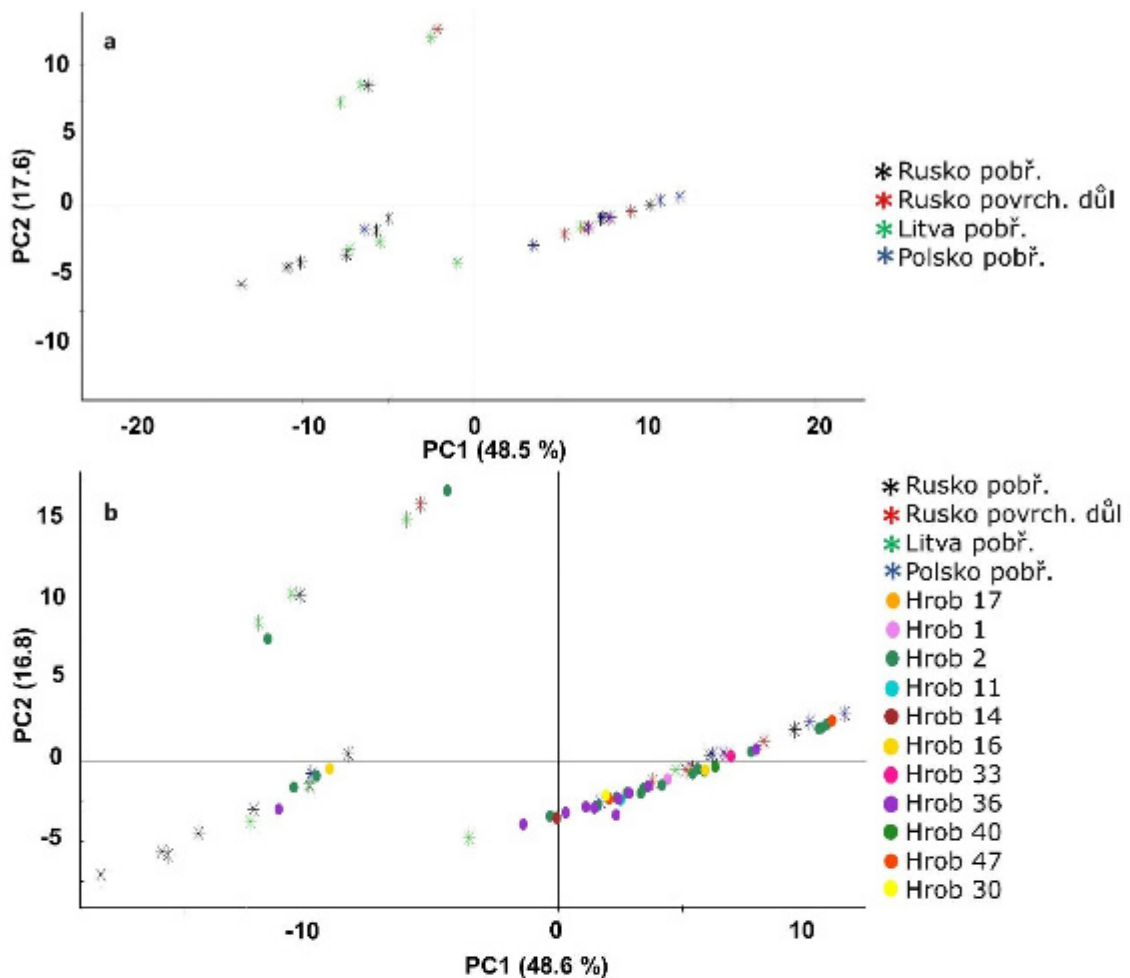 a
10
5
0
-5
-10
PC2 (17.6)
-20
-10
0
10
20
PC1 (48.5 %)
Rusko pobř.
Rusko povrch. důl
Litva pobř.
Polsko pobř.
b
15
10
5
0
-5
PC2 (16.8)
-10
0
10
PC1 (48.6 %)
Rusko pobř.
Rusko povrch. důl
Litva pobř.
Polsko pobř.
Hrob 17
Hrob 1
Hrob 2
Hrob 11
Hrob 14
Hrob 16
Hrob 33
Hrob 36
Hrob 40
Hrob 47
Hrob 30